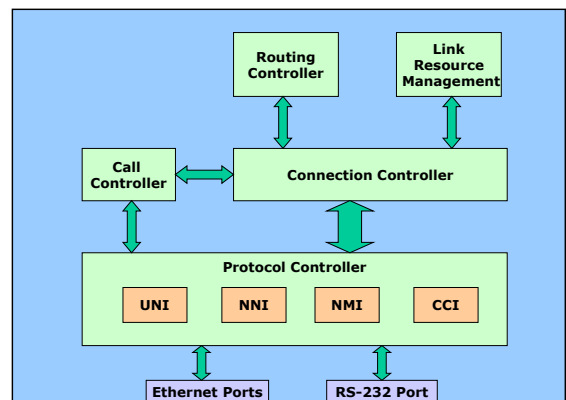 Routing
Controller
Link
Resource
Management
Call
Controller
Connection Controller
Protocol Controller
UNI
NNI
NMI
CCI
Ethernet Ports
RS-232 Port